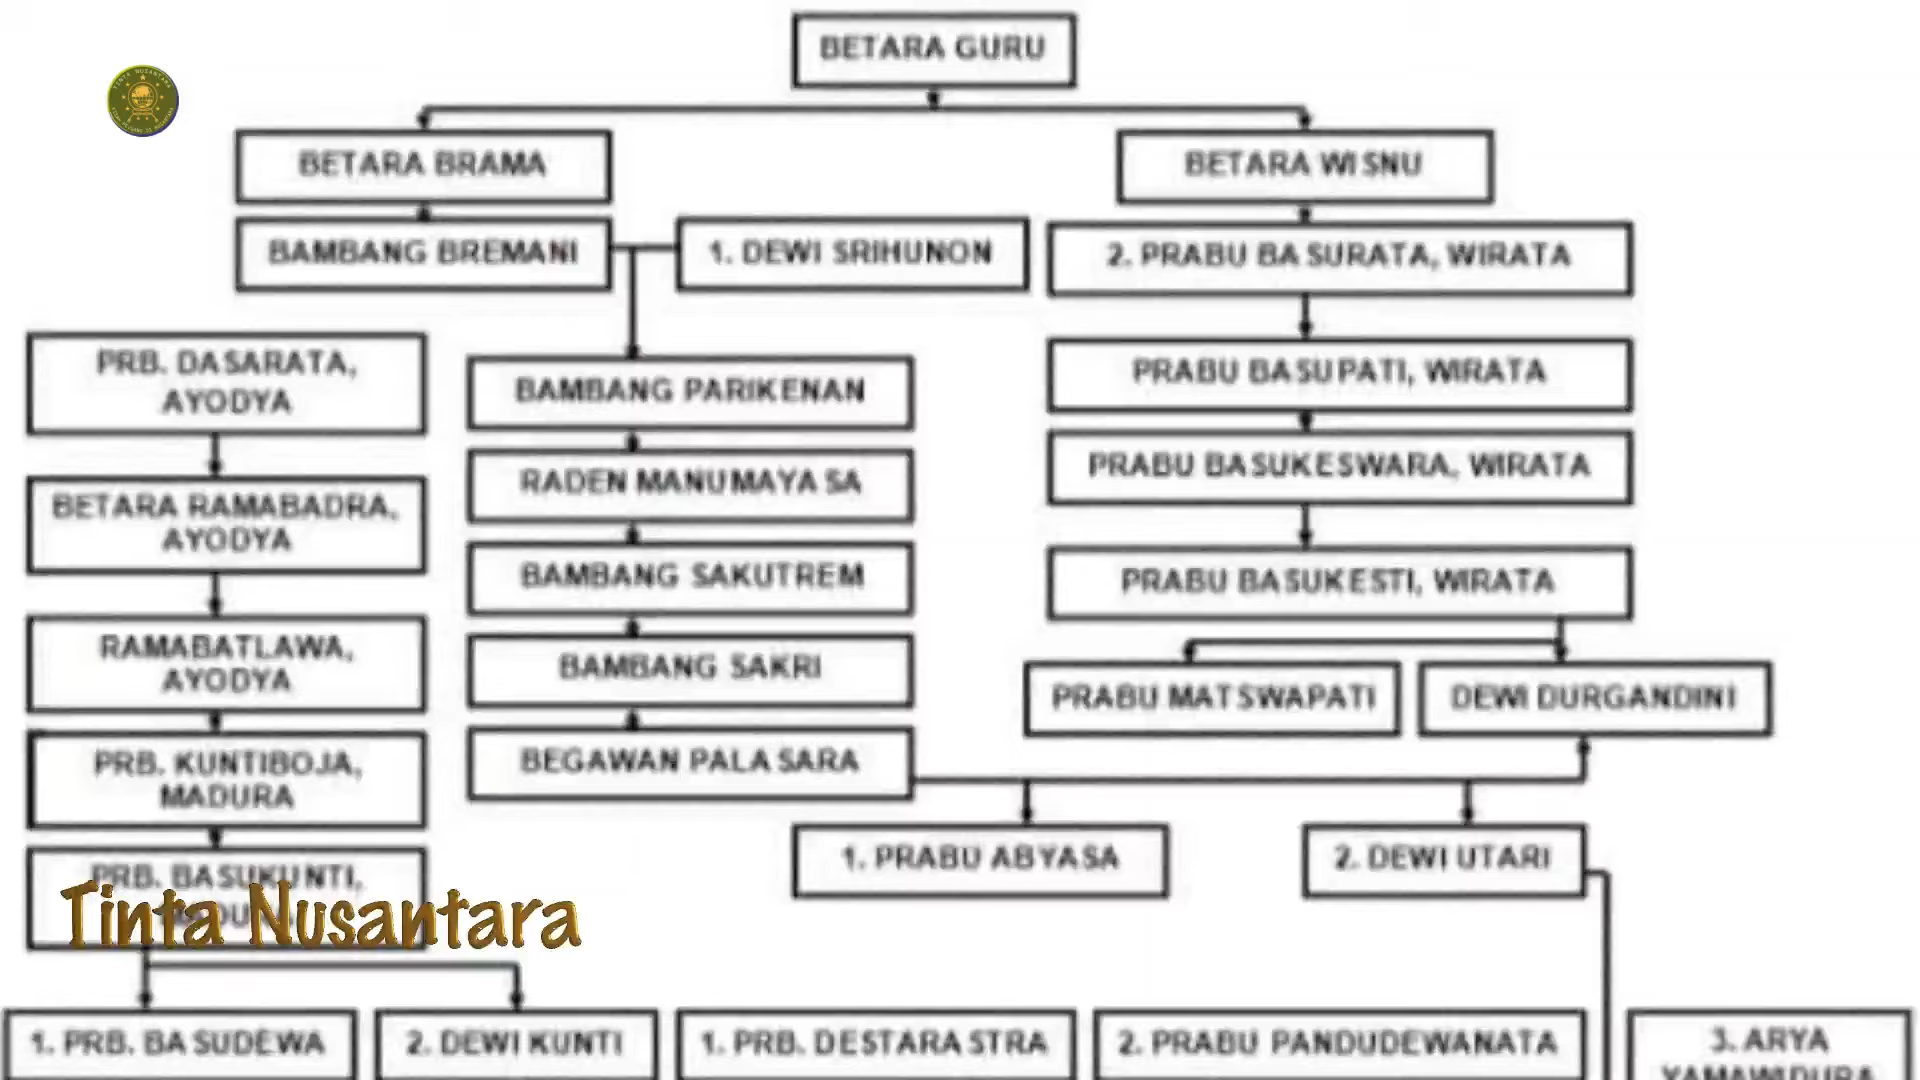 BETARA GURU
BETARA BRAMA
BETARA WISNU
BAMBANG BREMANI
1. DEWI SRIHUNON
2. PRABU BASURATA, WIRATA
PRB. DASARATA,
AYODYA
BAMBANG PARIKENAN
PRABU BASUPATI, WIRATA
RADEN MANUMAYASA
PRABU BASUKESWARA, WIRATA
BETARA RAMABADRA,
AYODYA
BAMBANG SAKUTREM
PRABU BASUKESTI, WIRATA
RAMABATLAWA,
AYODYA
BAMBANG SAKRI
PRABU MATSWAPATI
DEWI DURGANDINI
PRB. KUNTIBOJA,
MADURA
BEGAWAN PALASARA
1. PRABU ABYASA
2. DEWI UTARI
PRB. BASUKUNTI,
Tinta Nusantara
1. PRB. BASUDEWA
2. DEWI KUNTI
1. PRB. DESTARASTRA
2. PRABU PANDUDEWANATA
3. ARYA
YAMAWIDURA